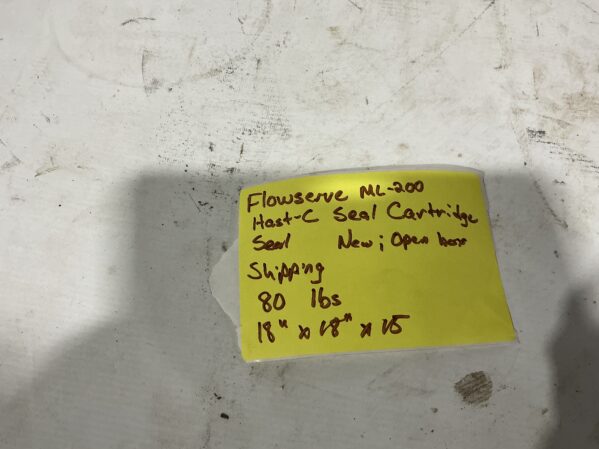 Flowserve ML-200
Hast-C Seal Cartridge
Seal New; Open box
Shipping
80 lbs
18" x 18" x 15